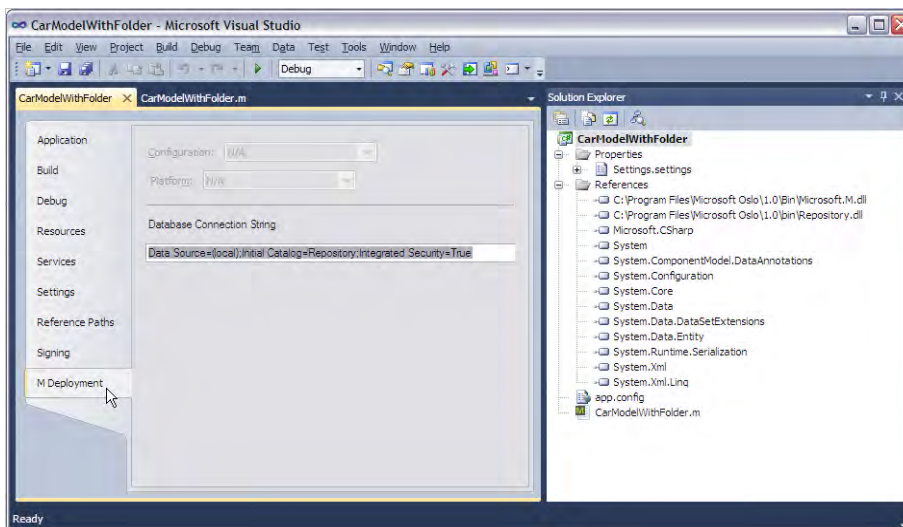 CarModelWithFolder - Microsoft Visual Studio
File Edit View Project Build Debug Team Data Test Tools Window Help
Debug
CarModelWithFolder CarModelWithFolder.m
Application
Build
Debug
Resources
Services
Settings
Reference Paths
Signing
M Deployment
Configuration: N/A
Platform: N/A
Database Connection String
Data Source=(local);Initial Catalog=Repository;Integrated Security=True
Solution Explorer
CarModelWithFolder
Properties
Settings.settings
References
C:\Program Files\Microsoft Oslo\1.0\Bin\Microsoft.M.dll
C:\Program Files\Microsoft Oslo\1.0\bin\Repository.dll
Microsoft.CSharp
System
System.ComponentModel.DataAnnotations
System.Configuration
System.Core
System.Data
System.Data.DataSetExtensions
System.Data.Entity
System.Runtime.Serialization
System.Xml
System.Xml.Linq
app.config
CarModelWithFolder.m
Ready